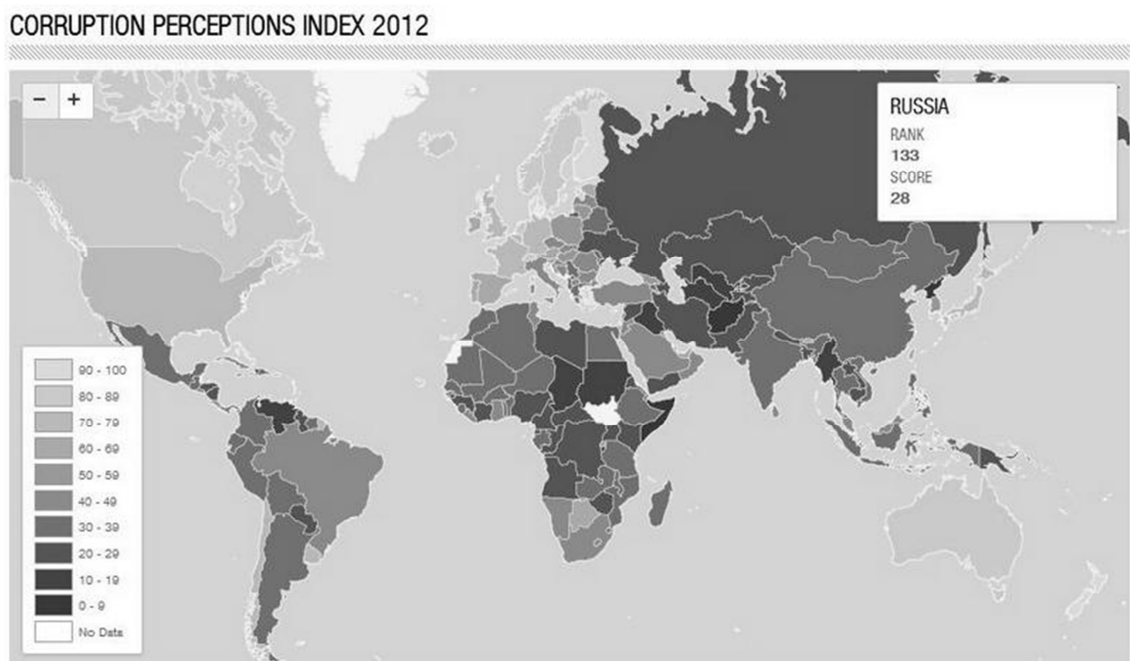 CORRUPTION PERCEPTIONS INDEX 2012
− +
RUSSIA
RANK
133
SCORE
28
90 - 100
80 - 89
70 - 79
60 - 69
50 - 59
40 - 49
30 - 39
20 - 29
10 - 19
0 - 9
No Data